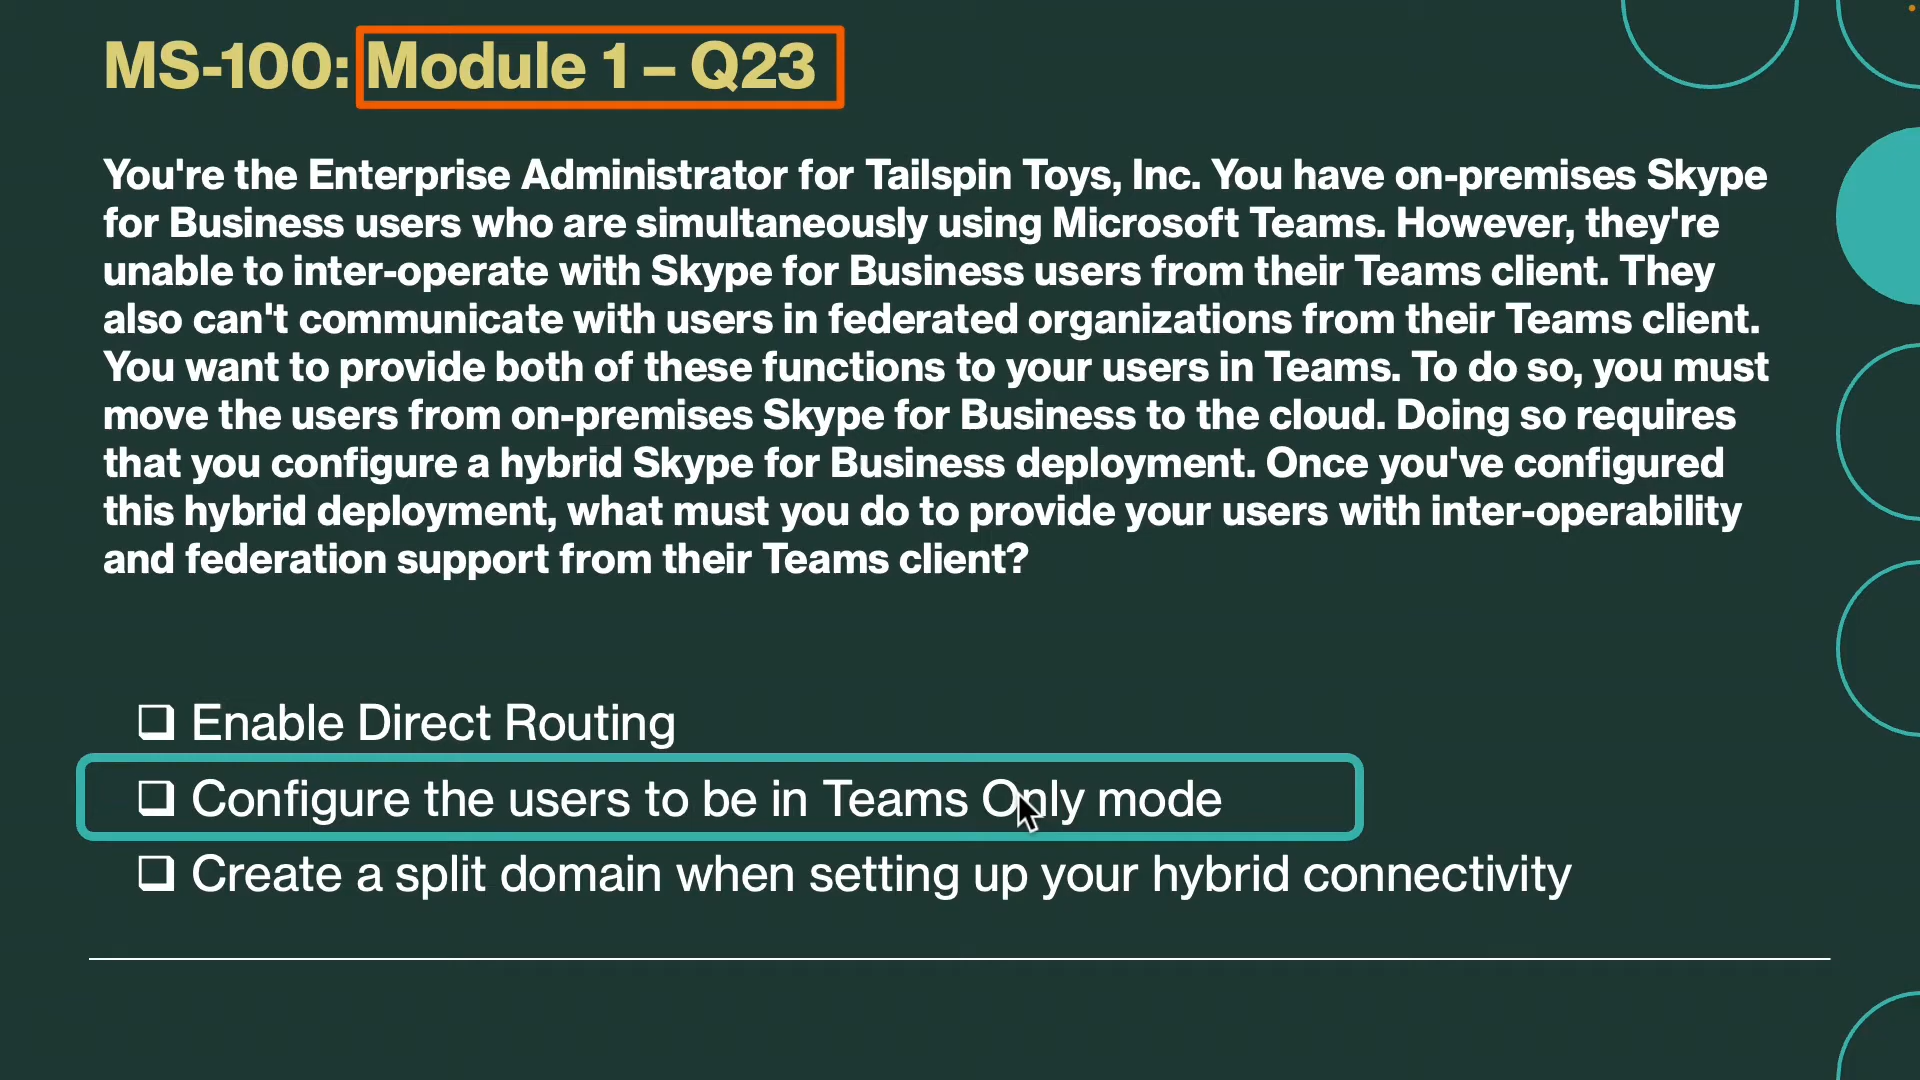 MS-100: Module 1 – Q23
You're the Enterprise Administrator for Tailspin Toys, Inc. You have on-premises Skype
for Business users who are simultaneously using Microsoft Teams. However, they're
unable to inter-operate with Skype for Business users from their Teams client. They
also can't communicate with users in federated organizations from their Teams client.
You want to provide both of these functions to your users in Teams. To do so, you must
move the users from on-premises Skype for Business to the cloud. Doing so requires
that you configure a hybrid Skype for Business deployment. Once you've configured
this hybrid deployment, what must you do to provide your users with inter-operability
and federation support from their Teams client?
❑ Enable Direct Routing
❑ Configure the users to be in Teams Only mode
❑ Create a split domain when setting up your hybrid connectivity